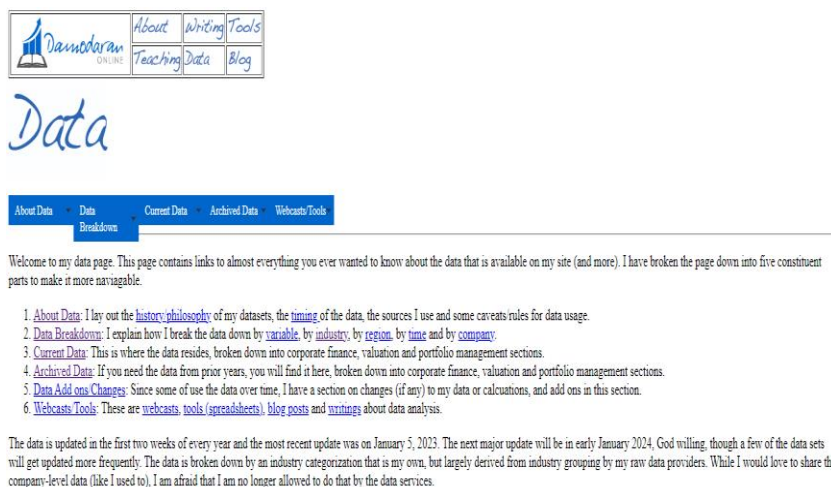 Damodaran
ONLINE
About Writing Tools
Teaching Data Blog
Data
About Data Data Breakdown Current Data Archived Data Webcasts/Tools
Welcome to my data page. This page contains links to almost everything you ever wanted to know about the data that is available on my site (and more). I have broken the page down into five constituent
parts to make it more naviagable.
1. About Data: I lay out the history/philosophy of my datasets, the timing of the data, the sources I use and some caveats/rules for data usage.
2. Data Breakdown: I explain how I break the data down by variable, by industry, by region, by time and by company.
3. Current Data: This is where the data resides, broken down into corporate finance, valuation and portfolio management sections.
4. Archived Data: If you need the data from prior years, you will find it here, broken down into corporate finance, valuation and portfolio management sections.
5. Data Add ons/Changes: Since some of use the data over time, I have a section on changes (if any) to my data or calcuations, and add ons in this section.
6. Webcasts/Tools: These are webcasts, tools (spreadsheets), blog posts and writings about data analysis.
The data is updated in the first two weeks of every year and the most recent update was on January 5, 2023. The next major update will be in early January 2024, God willing, though a few of the data sets
will get updated more frequently. The data is broken down by an industry categorization that is my own, but largely derived from industry grouping by my raw data providers. While I would love to share th
company-level data (like I used to), I am afraid that I am no longer allowed to do that by the data services.